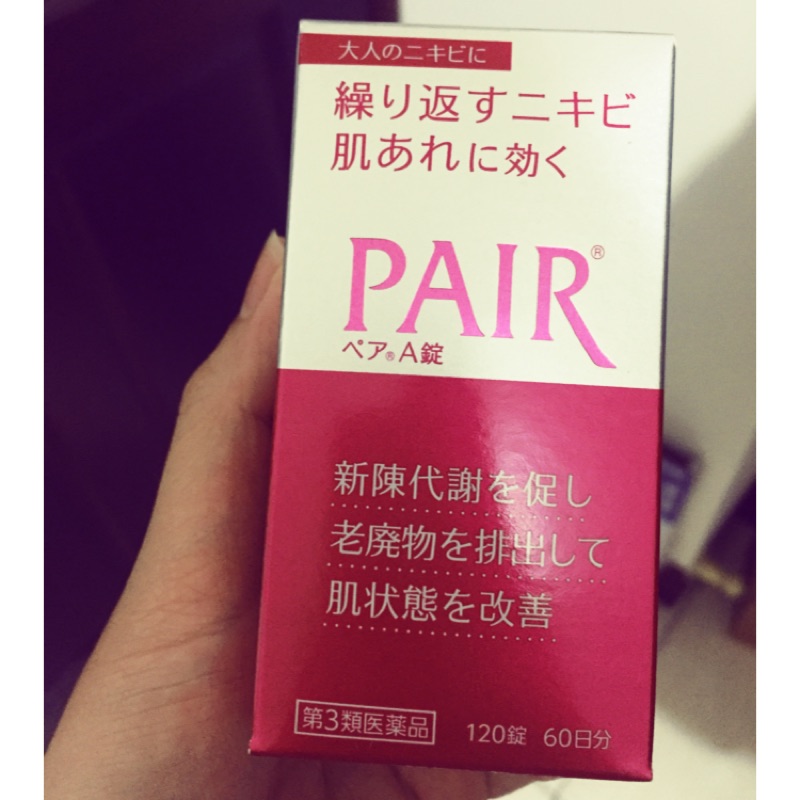 大人のニキビに
繰り返すニキビ
肌あれに効く
PAIR®
ペア®A錠
新陳代謝を促し
老廃物を排出して
肌状態を改善
第3類医薬品 120錠 60日分